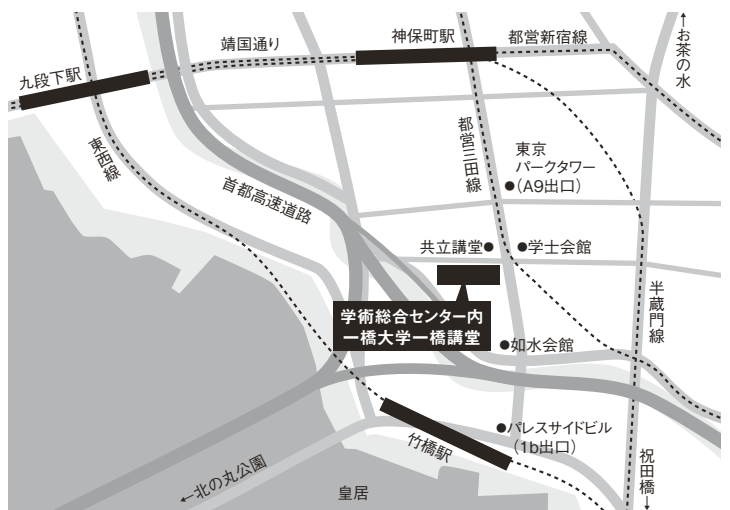 靖国通り
神保町駅
都営新宿線
←お茶の水
九段下駅
東西線
首都高速道路
都営三田線
東京
パークタワー
●(A9出口)
共立講堂●
●学士会館
学術総合センター内
一橋大学一橋講堂
半蔵門線
●如水会館
●パレスサイドビル
(1b出口)
竹橋駅
←北の丸公園
皇居
祝田橋→